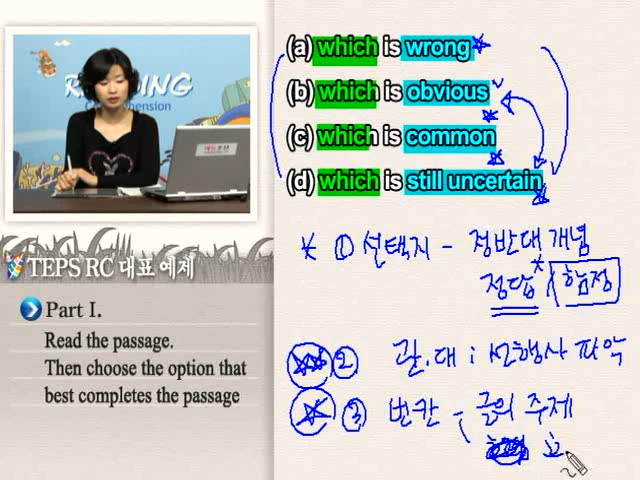 READING
Comprehension
TEPS RC 대표예제
Part I.
Read the passage.
Then choose the option that
best completes the passage
(a) which is wrong
(b) which is obvious
(c) which is common
(d) which is still uncertain
* ① 선택지 - 정반대 개념
정답*, 함정
② 관.대 : 선행사 파악
③ 빈칸 - 글의 주제